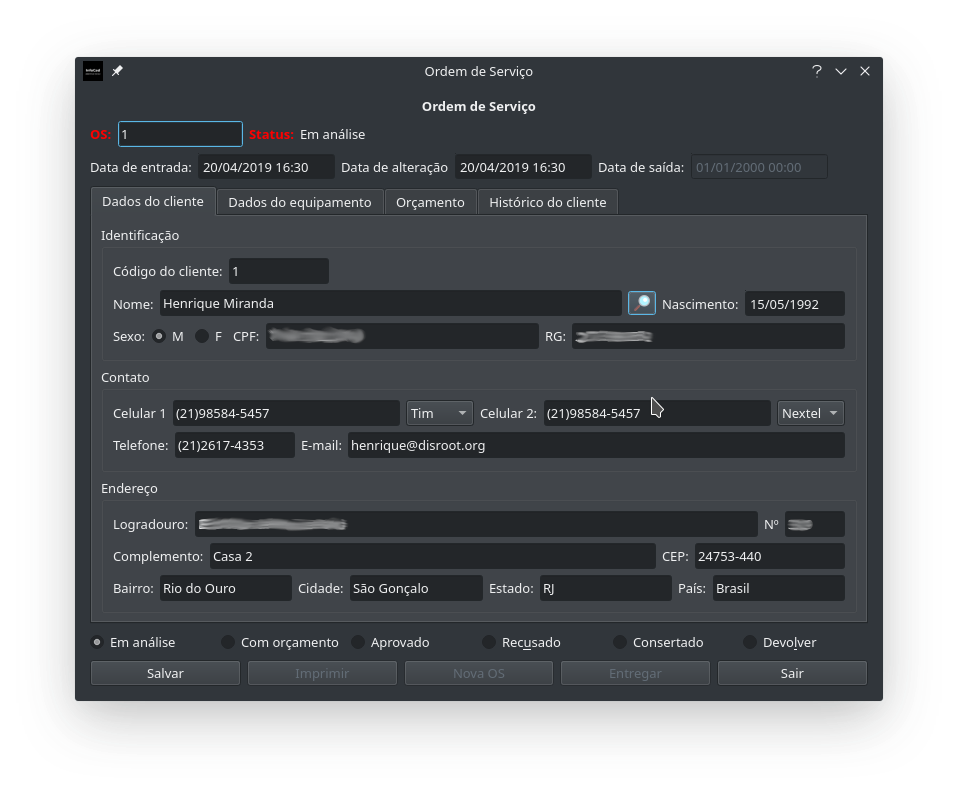 Ordem de Serviço
Ordem de Serviço
OS: 1 Status: Em análise
Data de entrada: 20/04/2019 16:30 Data de alteração 20/04/2019 16:30 Data de saída: 01/01/2000 00:00
Dados do cliente Dados do equipamento Orçamento Histórico do cliente
Identificação
Código do cliente: 1
Nome: Henrique Miranda Nascimento: 15/05/1992
Sexo: M F CPF: RG:
Contato
Celular 1 (21)98584-5457 Tim Celular 2: (21)98584-5457 Nextel
Telefone: (21)2617-4353 E-mail: henrique@disroot.org
Endereço
Logradouro: Nº
Complemento: Casa 2 CEP: 24753-440
Bairro: Rio do Ouro Cidade: São Gonçalo Estado: RJ País: Brasil
Em análise Com orçamento Aprovado Recusado Consertado Devolver
Salvar Imprimir Nova OS Entregar Sair